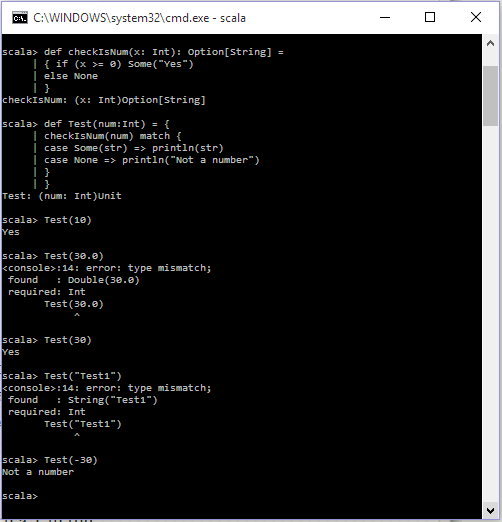 C:\WINDOWS\system32\cmd.exe - scala
scala> def checkIsNum(x: Int): Option[String] =
     | { if (x >= 0) Some("Yes")
     | else None
     | }
checkIsNum: (x: Int)Option[String]
scala> def Test(num:Int) = {
     | checkIsNum(num) match {
     | case Some(str) => println(str)
     | case None => println("Not a number")
     | }
     | }
Test: (num: Int)Unit
scala> Test(10)
Yes
scala> Test(30.0)
<console>:14: error: type mismatch;
 found   : Double(30.0)
 required: Int
       Test(30.0)
            ^
scala> Test(30)
Yes
scala> Test("Test1")
<console>:14: error: type mismatch;
 found   : String("Test1")
 required: Int
       Test("Test1")
            ^
scala> Test(-30)
Not a number
scala>